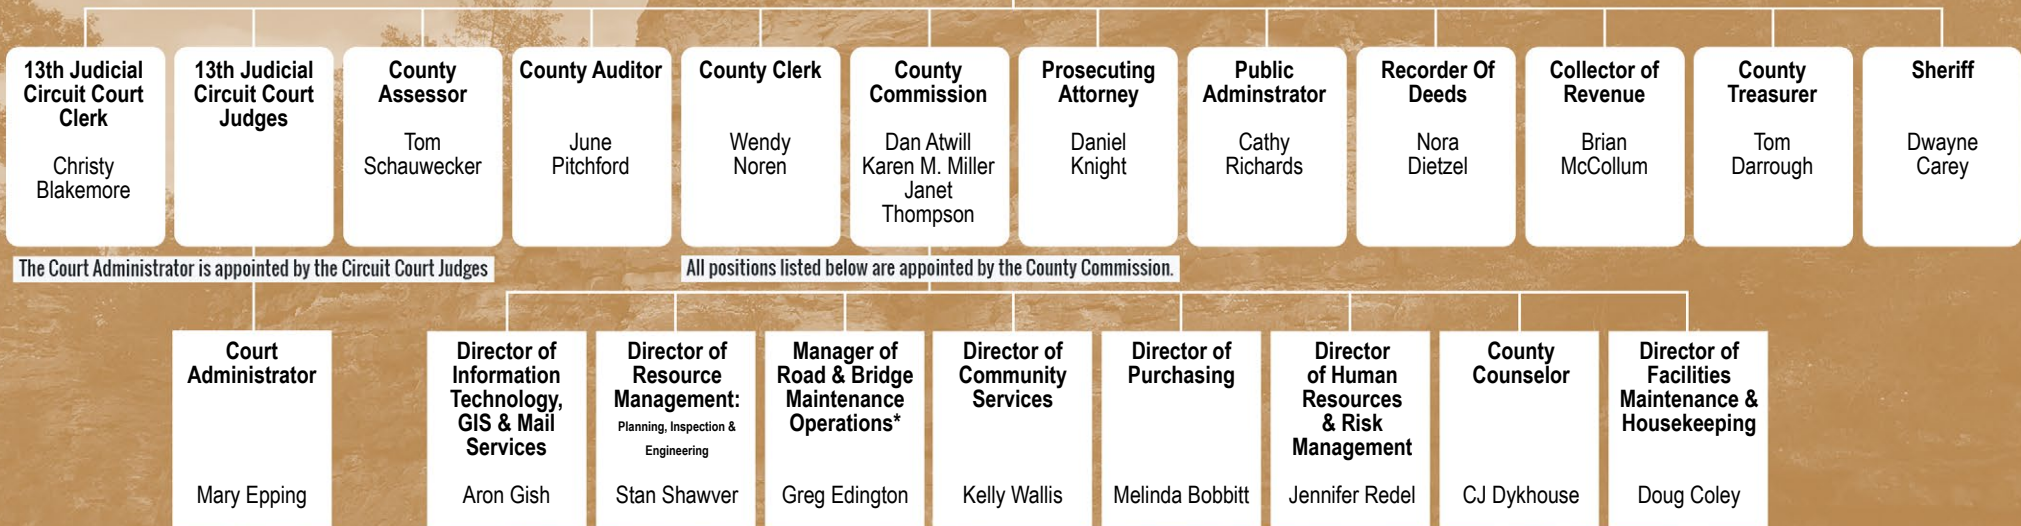 13th Judicial
Circuit Court
Clerk
Christy
Blakemore
13th Judicial
Circuit Court
Judges
County
Assessor
Tom
Schauwecker
County Auditor
June
Pitchford
County Clerk
Wendy
Noren
County
Commission
Dan Atwill
Karen M. Miller
Janet
Thompson
Prosecuting
Attorney
Daniel
Knight
Public
Adminstrator
Cathy
Richards
Recorder Of
Deeds
Nora
Dietzel
Collector of
Revenue
Brian
McCollum
County
Treasurer
Tom
Darrough
Sheriff
Dwayne
Carey
The Court Administrator is appointed by the Circuit Court Judges
All positions listed below are appointed by the County Commission.
Court
Administrator
Mary Epping
Director of
Information
Technology,
GIS & Mail
Services
Aron Gish
Director of
Resource
Management:
Planning, Inspection &
Engineering
Stan Shawver
Manager of
Road & Bridge
Maintenance
Operations*
Greg Edington
Director of
Community
Services
Kelly Wallis
Director of
Purchasing
Melinda Bobbitt
Director
of Human
Resources
& Risk
Management
Jennifer Redel
County
Counselor
CJ Dykhouse
Director of
Facilities
Maintenance &
Housekeeping
Doug Coley